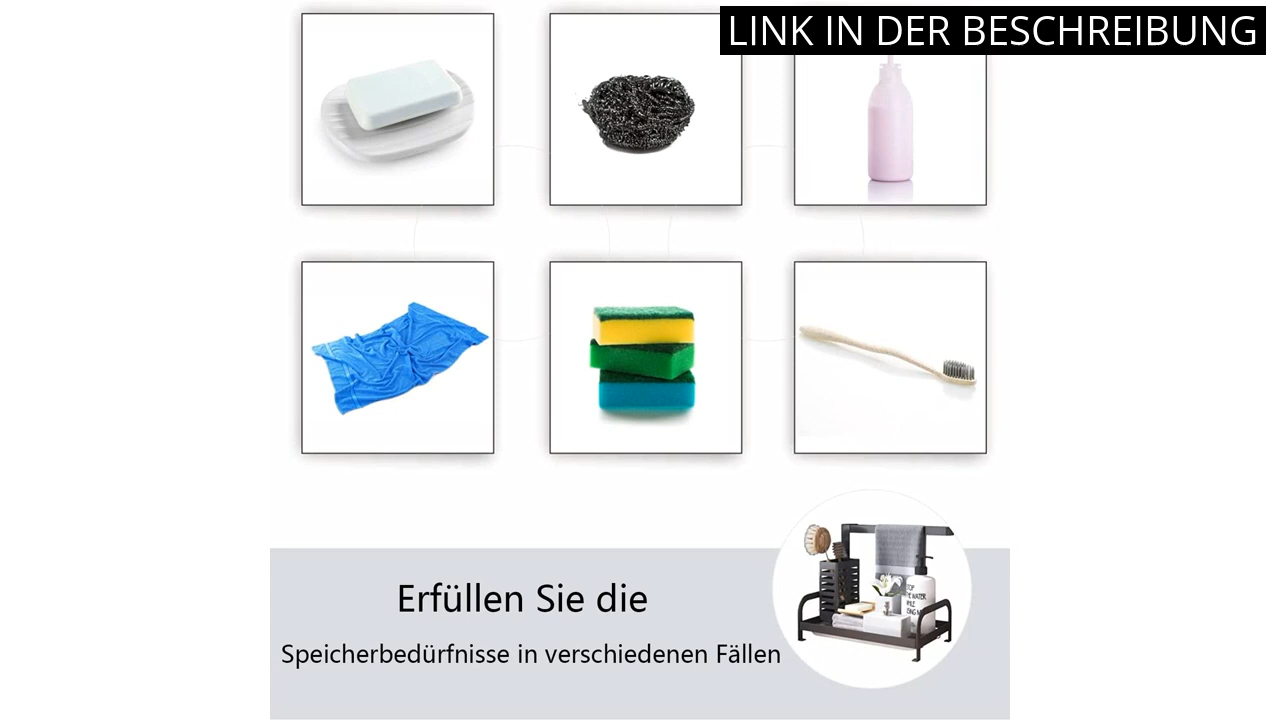 LINK IN DER BESCHREIBUNG
Erfüllen Sie die
Speicherbedürfnisse in verschiedenen Fällen